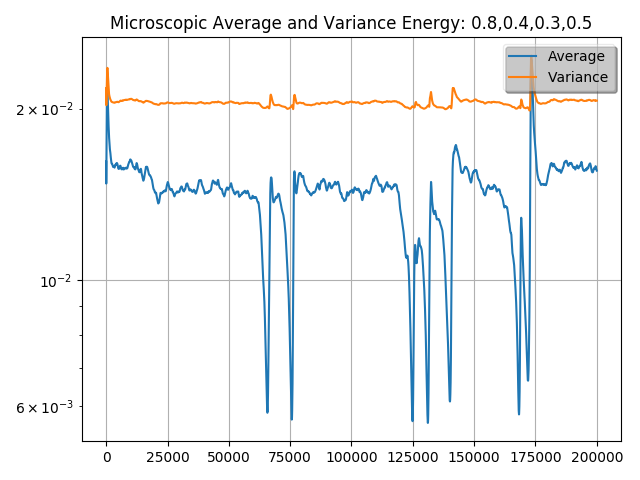 Microscopic Average and Variance Energy: 0.8,0.4,0.3,0.5
Average
Variance
2 × 10⁻²
10⁻²
6 × 10⁻³
0 25000 50000 75000 100000 125000 150000 175000 200000